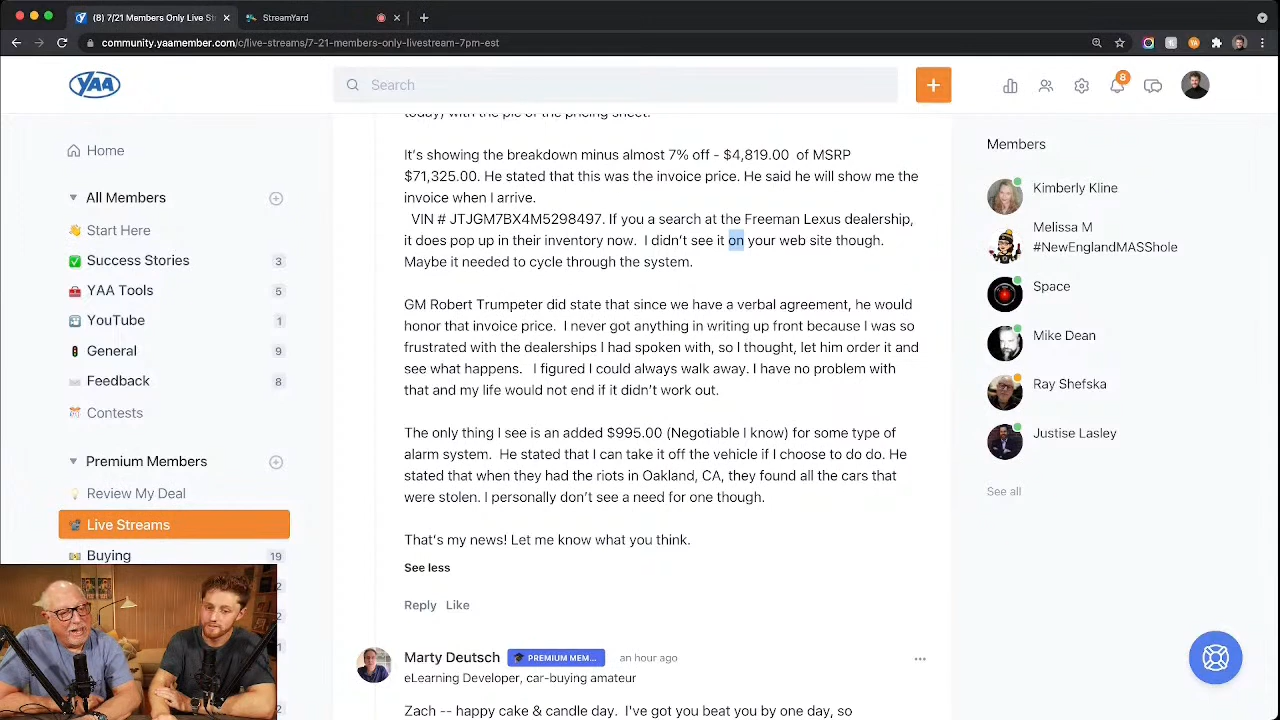 (8) 7/21 Members Only Live St
StreamYard
community.yaamember.com/c/live-streams/7-21-members-only-livestream-7pm-est
YAA
Search
8
Home
All Members
Start Here
Success Stories 3
YAA Tools 5
YouTube 1
General 9
Feedback 8
Contests
Premium Members
Review My Deal
Live Streams
Buying 19
today) with the pic of the pricing sheet.
It's showing the breakdown minus almost 7% off - $4,819.00 of MSRP
$71,325.00. He stated that this was the invoice price. He said he will show me the
invoice when I arrive.
VIN # JTJGM7BX4M5298497. If you a search at the Freeman Lexus dealership,
it does pop up in their inventory now. I didn't see it on your web site though.
Maybe it needed to cycle through the system.
GM Robert Trumpeter did state that since we have a verbal agreement, he would
honor that invoice price. I never got anything in writing up front because I was so
frustrated with the dealerships I had spoken with, so I thought, let him order it and
see what happens. I figured I could always walk away. I have no problem with
that and my life would not end if it didn't work out.
The only thing I see is an added $995.00 (Negotiable I know) for some type of
alarm system. He stated that I can take it off the vehicle if I choose to do do. He
stated that when they had the riots in Oakland, CA, they found all the cars that
were stolen. I personally don't see a need for one though.
That's my news! Let me know what you think.
See less
Reply Like
Marty Deutsch PREMIUM MEM... an hour ago
eLearning Developer, car-buying amateur
Zach -- happy cake & candle day. I've got you beat you by one day, so
Members
Kimberly Kline
Melissa M
#NewEnglandMASShole
Space
Mike Dean
Ray Shefska
Justise Lasley
See all